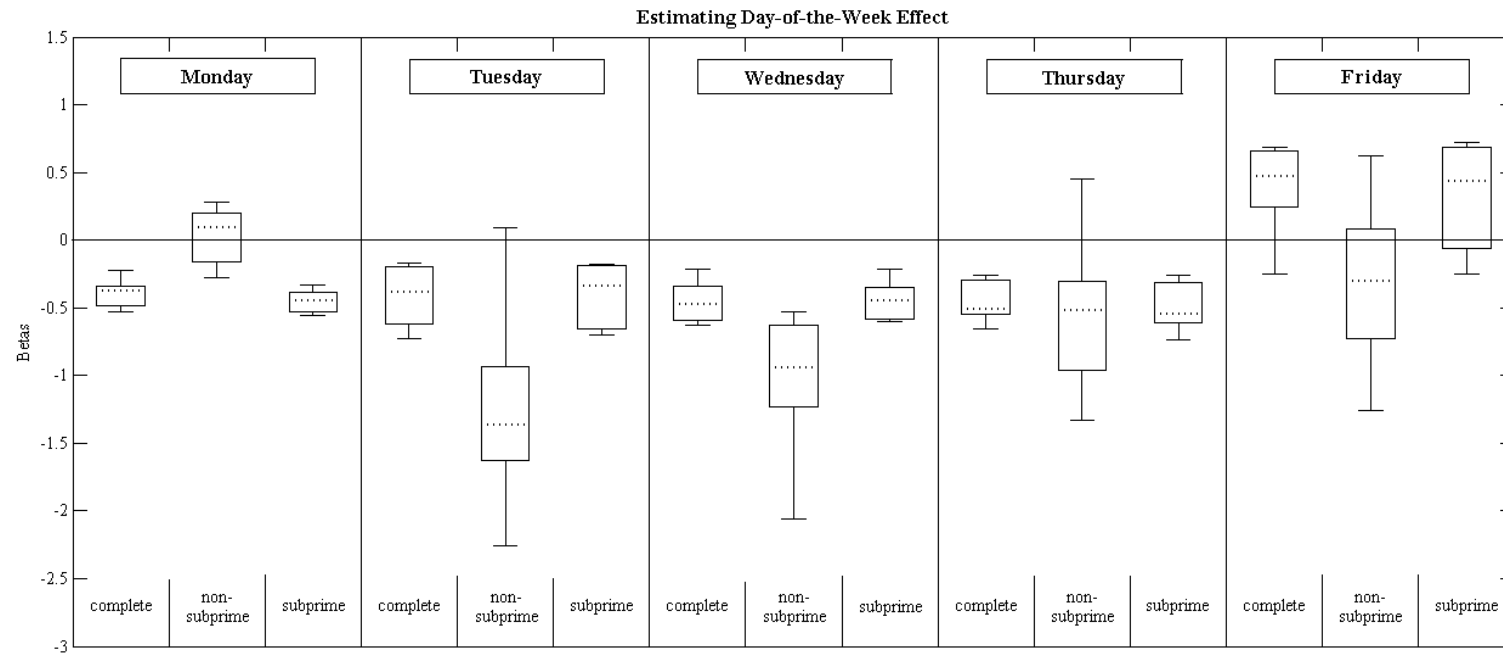 Estimating Day-of-the-Week Effect
1.5
1
0.5
0
-0.5
-1
-1.5
-2
-2.5
-3
Betas
Monday
Tuesday
Wednesday
Thursday
Friday
complete
non-
subprime
subprime
complete
non-
subprime
subprime
complete
non-
subprime
subprime
complete
non-
subprime
subprime
complete
non-
subprime
subprime